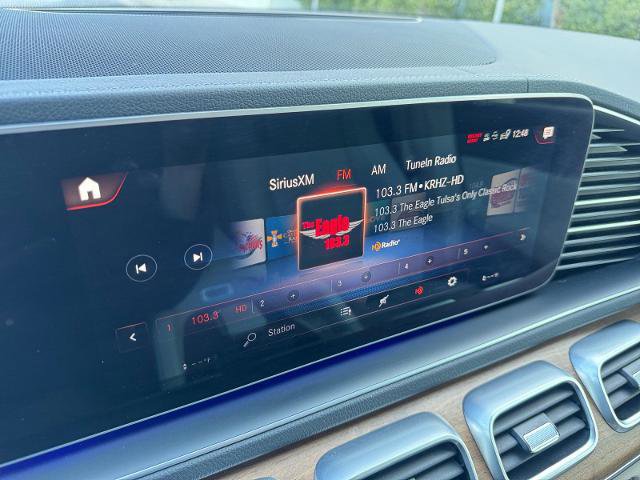 12:48
SiriusXM FM AM TuneIn Radio
103.3 FM • KRHZ-HD
103.3 The Eagle Tulsa's Only Classic Rock
103.3 The Eagle
HD Radio
The Eagle
103.3
1 103.3 HD 2 + 3 + 4 + 5 +
Station